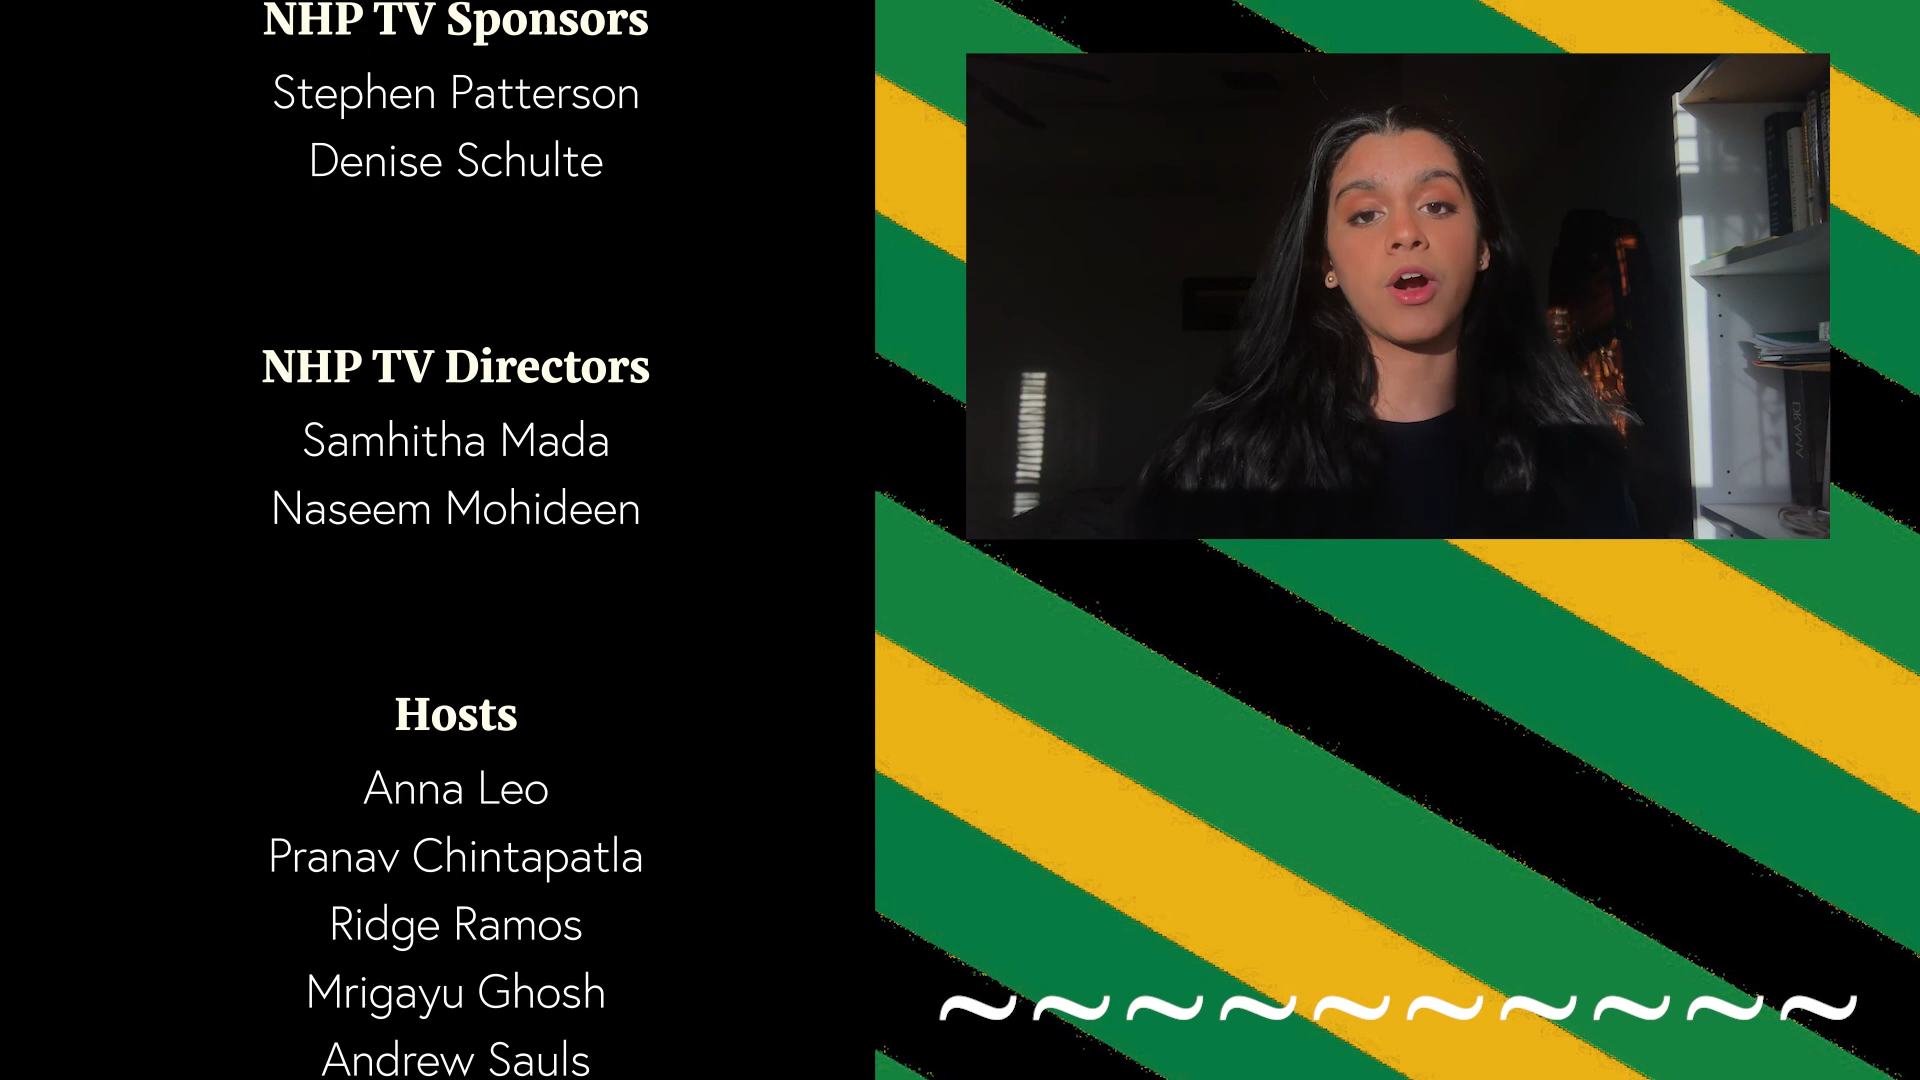 NHP TV Sponsors
Stephen Patterson
Denise Schulte
NHP TV Directors
Samhitha Mada
Naseem Mohideen
Hosts
Anna Leo
Pranav Chintapatla
Ridge Ramos
Mrigayu Ghosh
Andrew Sauls
DRAMA
~~~~~~~~~~